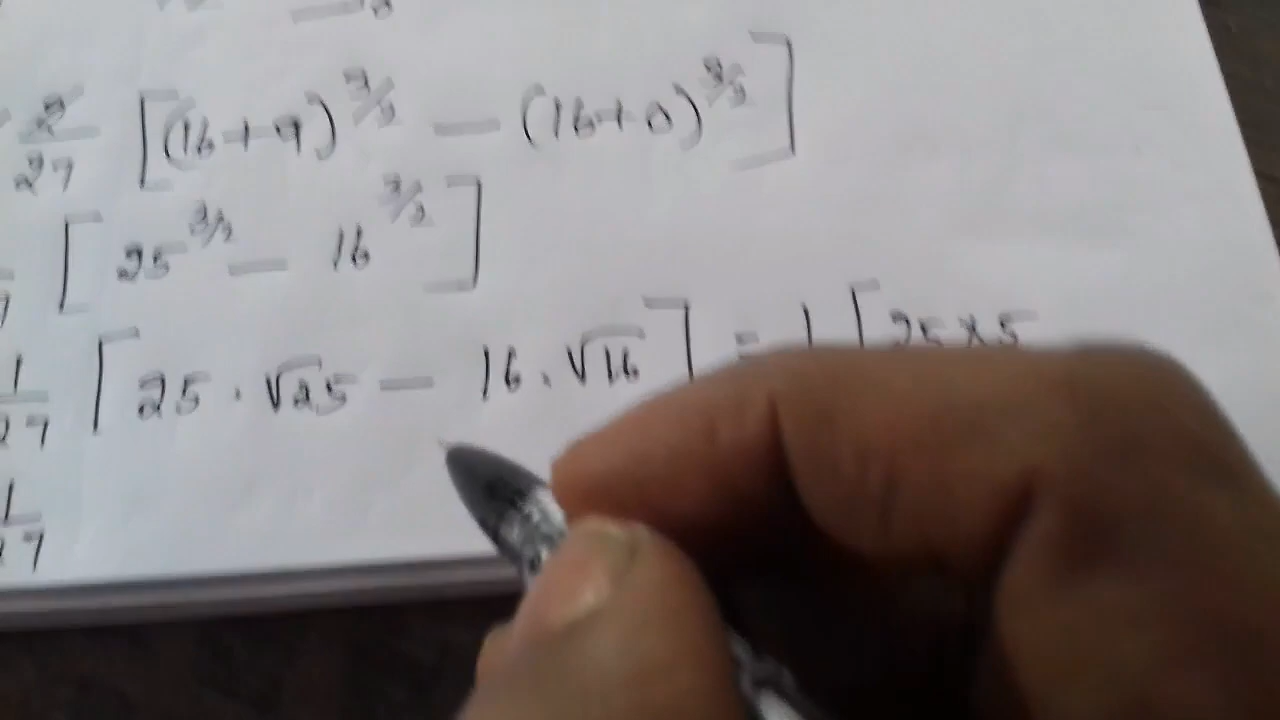 2/27 [(16+9)^3/2 — (16+0)^3/2]
[25^3/2 — 16^3/2]
1/27 [25 · √25 — 16 · √16] = 1 [25×5
1/27